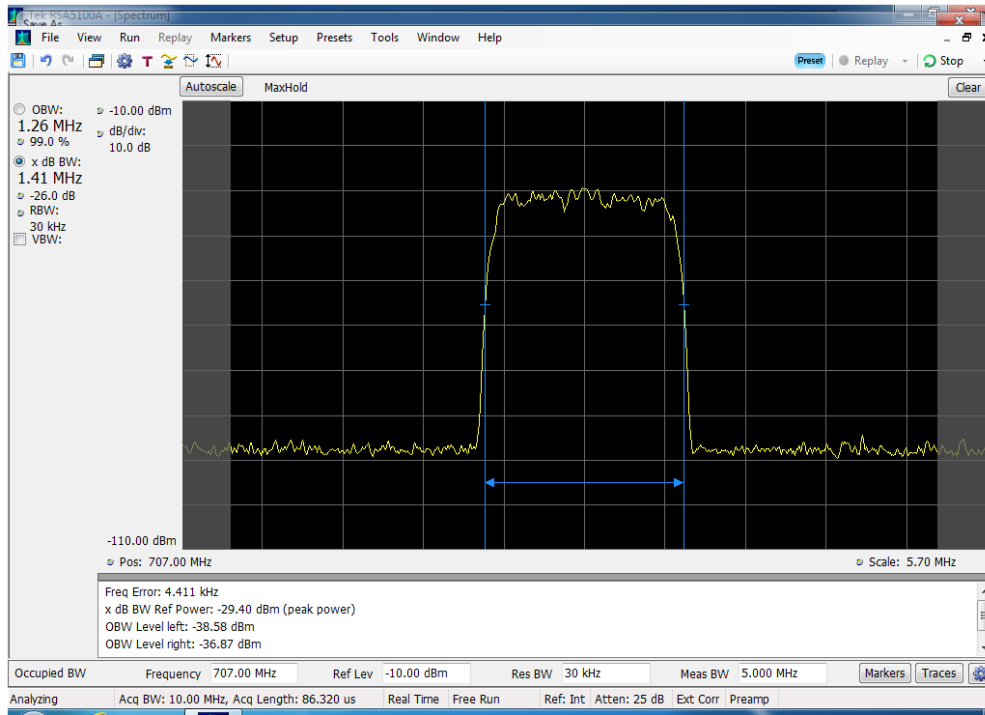 Tek RSA5100A - [Spectrum]
Save As
File View Run Replay Markers Setup Presets Tools Window Help
Preset Replay Stop
Autoscale MaxHold Clear
OBW:
1.26 MHz
99.0 %
x dB BW:
1.41 MHz
-26.0 dB
RBW:
30 kHz
VBW:
-10.00 dBm
dB/div:
10.0 dB
-110.00 dBm
Pos: 707.00 MHz Scale: 5.70 MHz
Freq Error: 4.411 kHz
x dB BW Ref Power: -29.40 dBm (peak power)
OBW Level left: -38.58 dBm
OBW Level right: -36.87 dBm
Occupied BW Frequency 707.00 MHz Ref Lev -10.00 dBm Res BW 30 kHz Meas BW 5.000 MHz Markers Traces
Analyzing Acq BW: 10.00 MHz, Acq Length: 86.320 us Real Time Free Run Ref: Int Atten: 25 dB Ext Corr Preamp